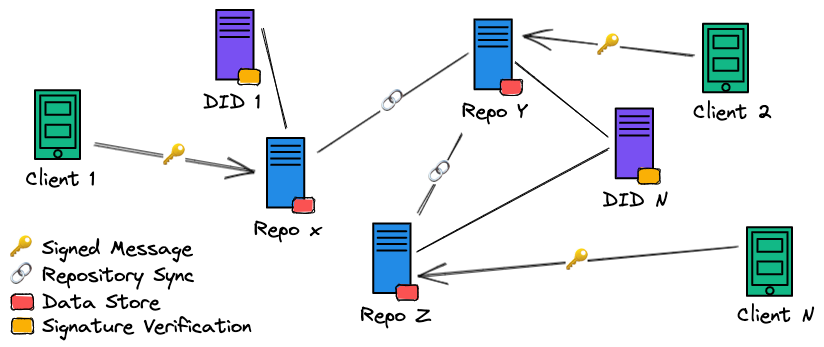 DID 1
Repo Y
Client 2
Client 1
Repo x
DID N
Repo Z
Client N
Signed Message
Repository Sync
Data Store
Signature Verification